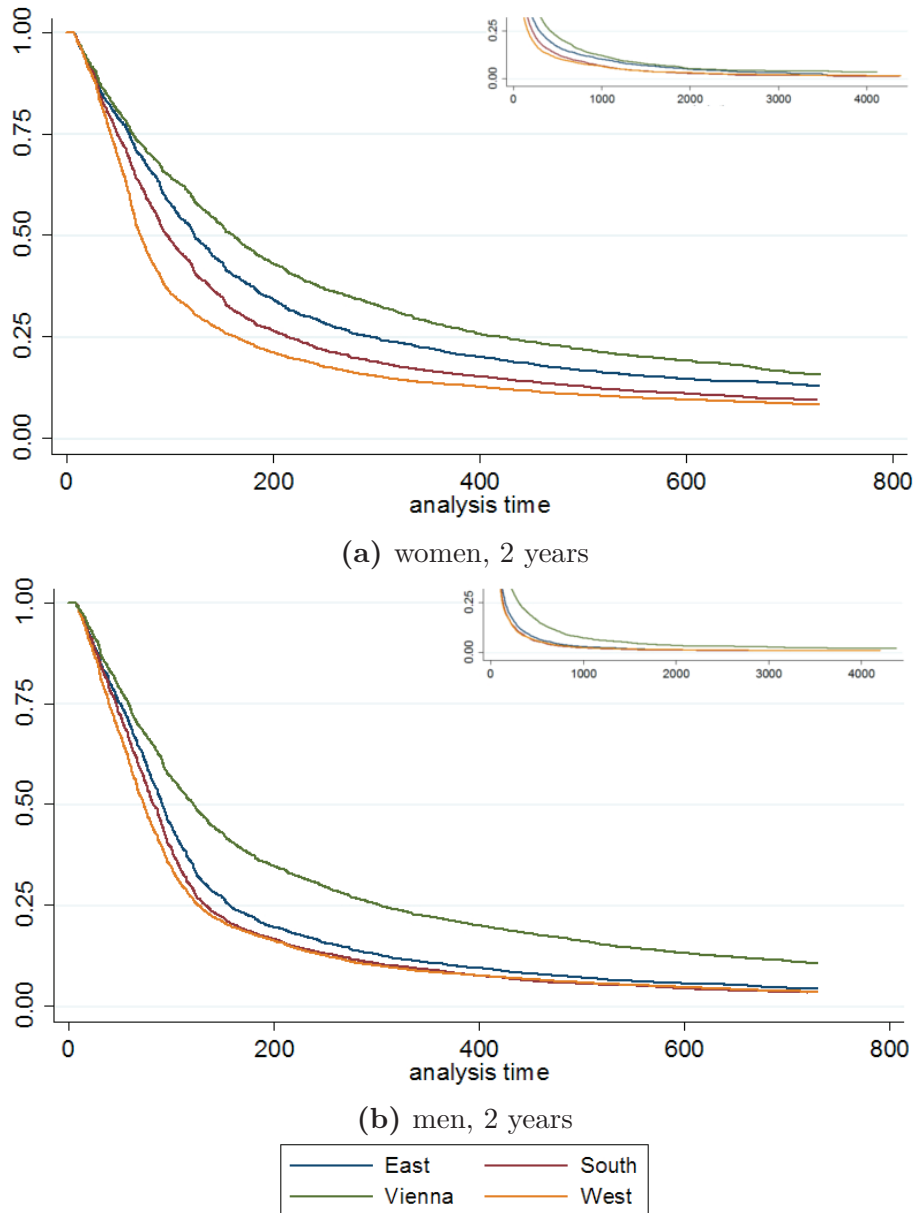 1.00
0.75
0.50
0.25
0.00
0 200 400 600 800
analysis time
0.25
0.00
0 1000 2000 3000 4000
(a) women, 2 years
1.00
0.75
0.50
0.25
0.00
0 200 400 600 800
analysis time
0.25
0.00
0 1000 2000 3000 4000
(b) men, 2 years
East South
Vienna West